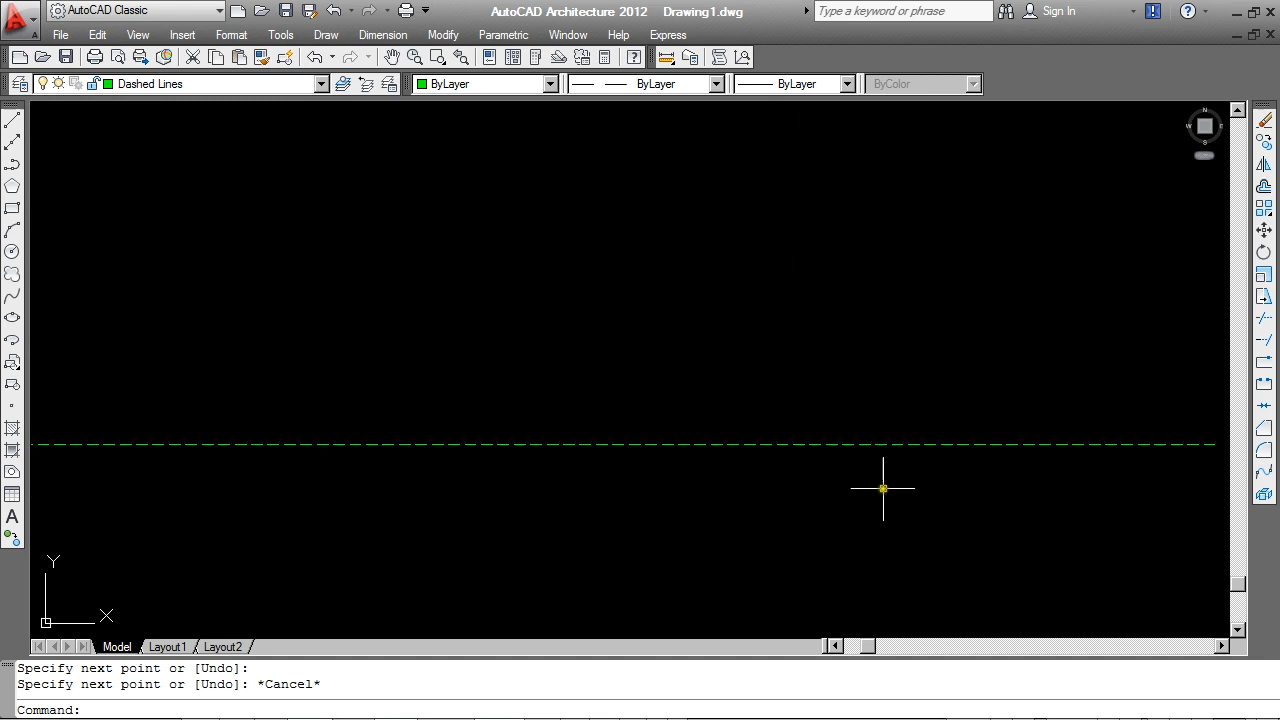 AutoCAD Classic AutoCAD Architecture 2012 Drawing1.dwg Type a keyword or phrase Sign In
File Edit View Insert Format Tools Draw Dimension Modify Parametric Window Help Express
Dashed Lines ByLayer ByLayer ByLayer ByColor
N
W E
S
A
Y
X
Model Layout1 Layout2
Specify next point or [Undo]:
Specify next point or [Undo]: *Cancel*
Command: